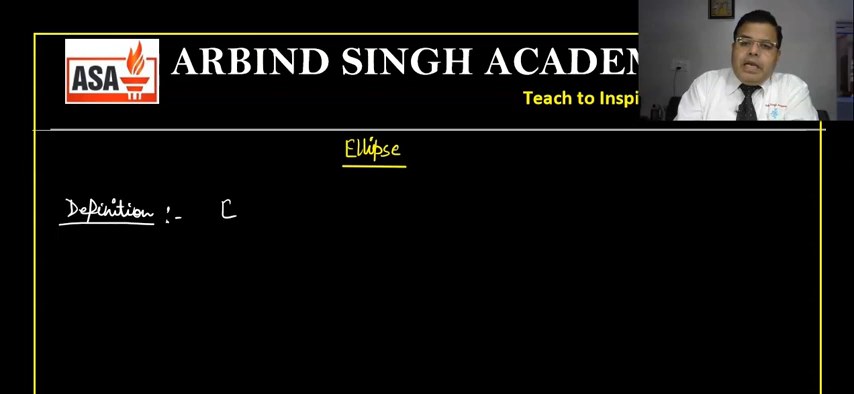 ASA
ARBIND SINGH ACADEM
Teach to Inspi
Ellipse
Definition :- [